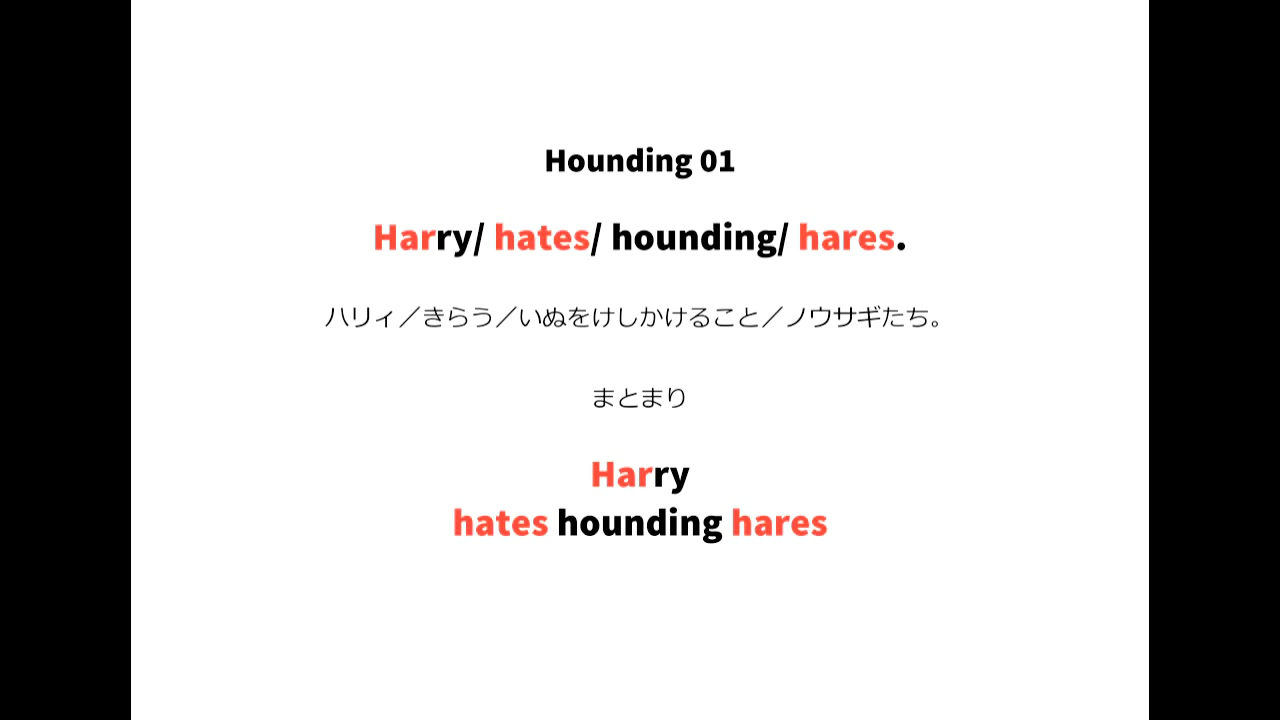 Hounding 01
Harry/ hates/ hounding/ hares.
ハリィ／きらう／いぬをけしかけること／ノウサギたち。
まとまり
Harry
hates hounding hares